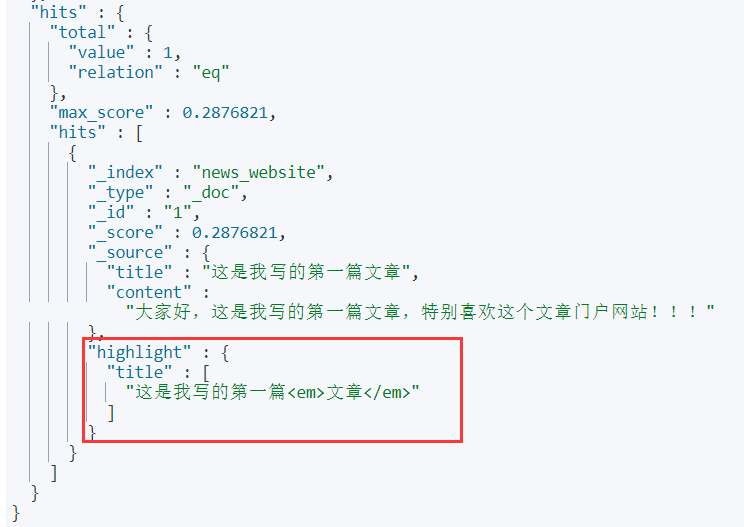 "hits" : {
"total" : {
"value" : 1,
"relation" : "eq"
},
"max_score" : 0.2876821,
"hits" : [
{
"_index" : "news_website",
"_type" : "_doc",
"_id" : "1",
"_score" : 0.2876821,
"_source" : {
"title" : "这是我写的第一篇文章",
"content" :
"大家好，这是我写的第一篇文章，特别喜欢这个文章门户网站！！！"
},
"highlight" : {
"title" : [
"这是我写的第一篇<em>文章</em>"
]
}
}
]
}
}